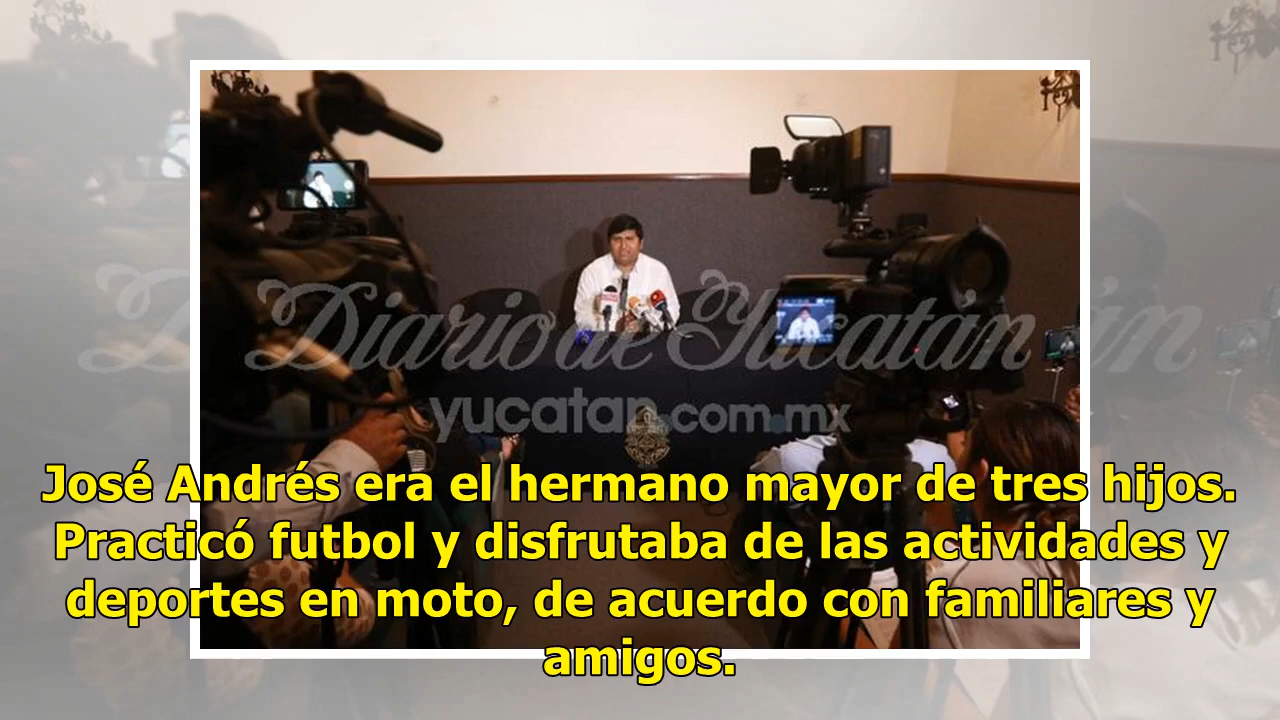 Diario de Yucatán
yucatan.com.mx
José Andrés era el hermano mayor de tres hijos.
Practicó futbol y disfrutaba de las actividades y
deportes en moto, de acuerdo con familiares y
amigos.